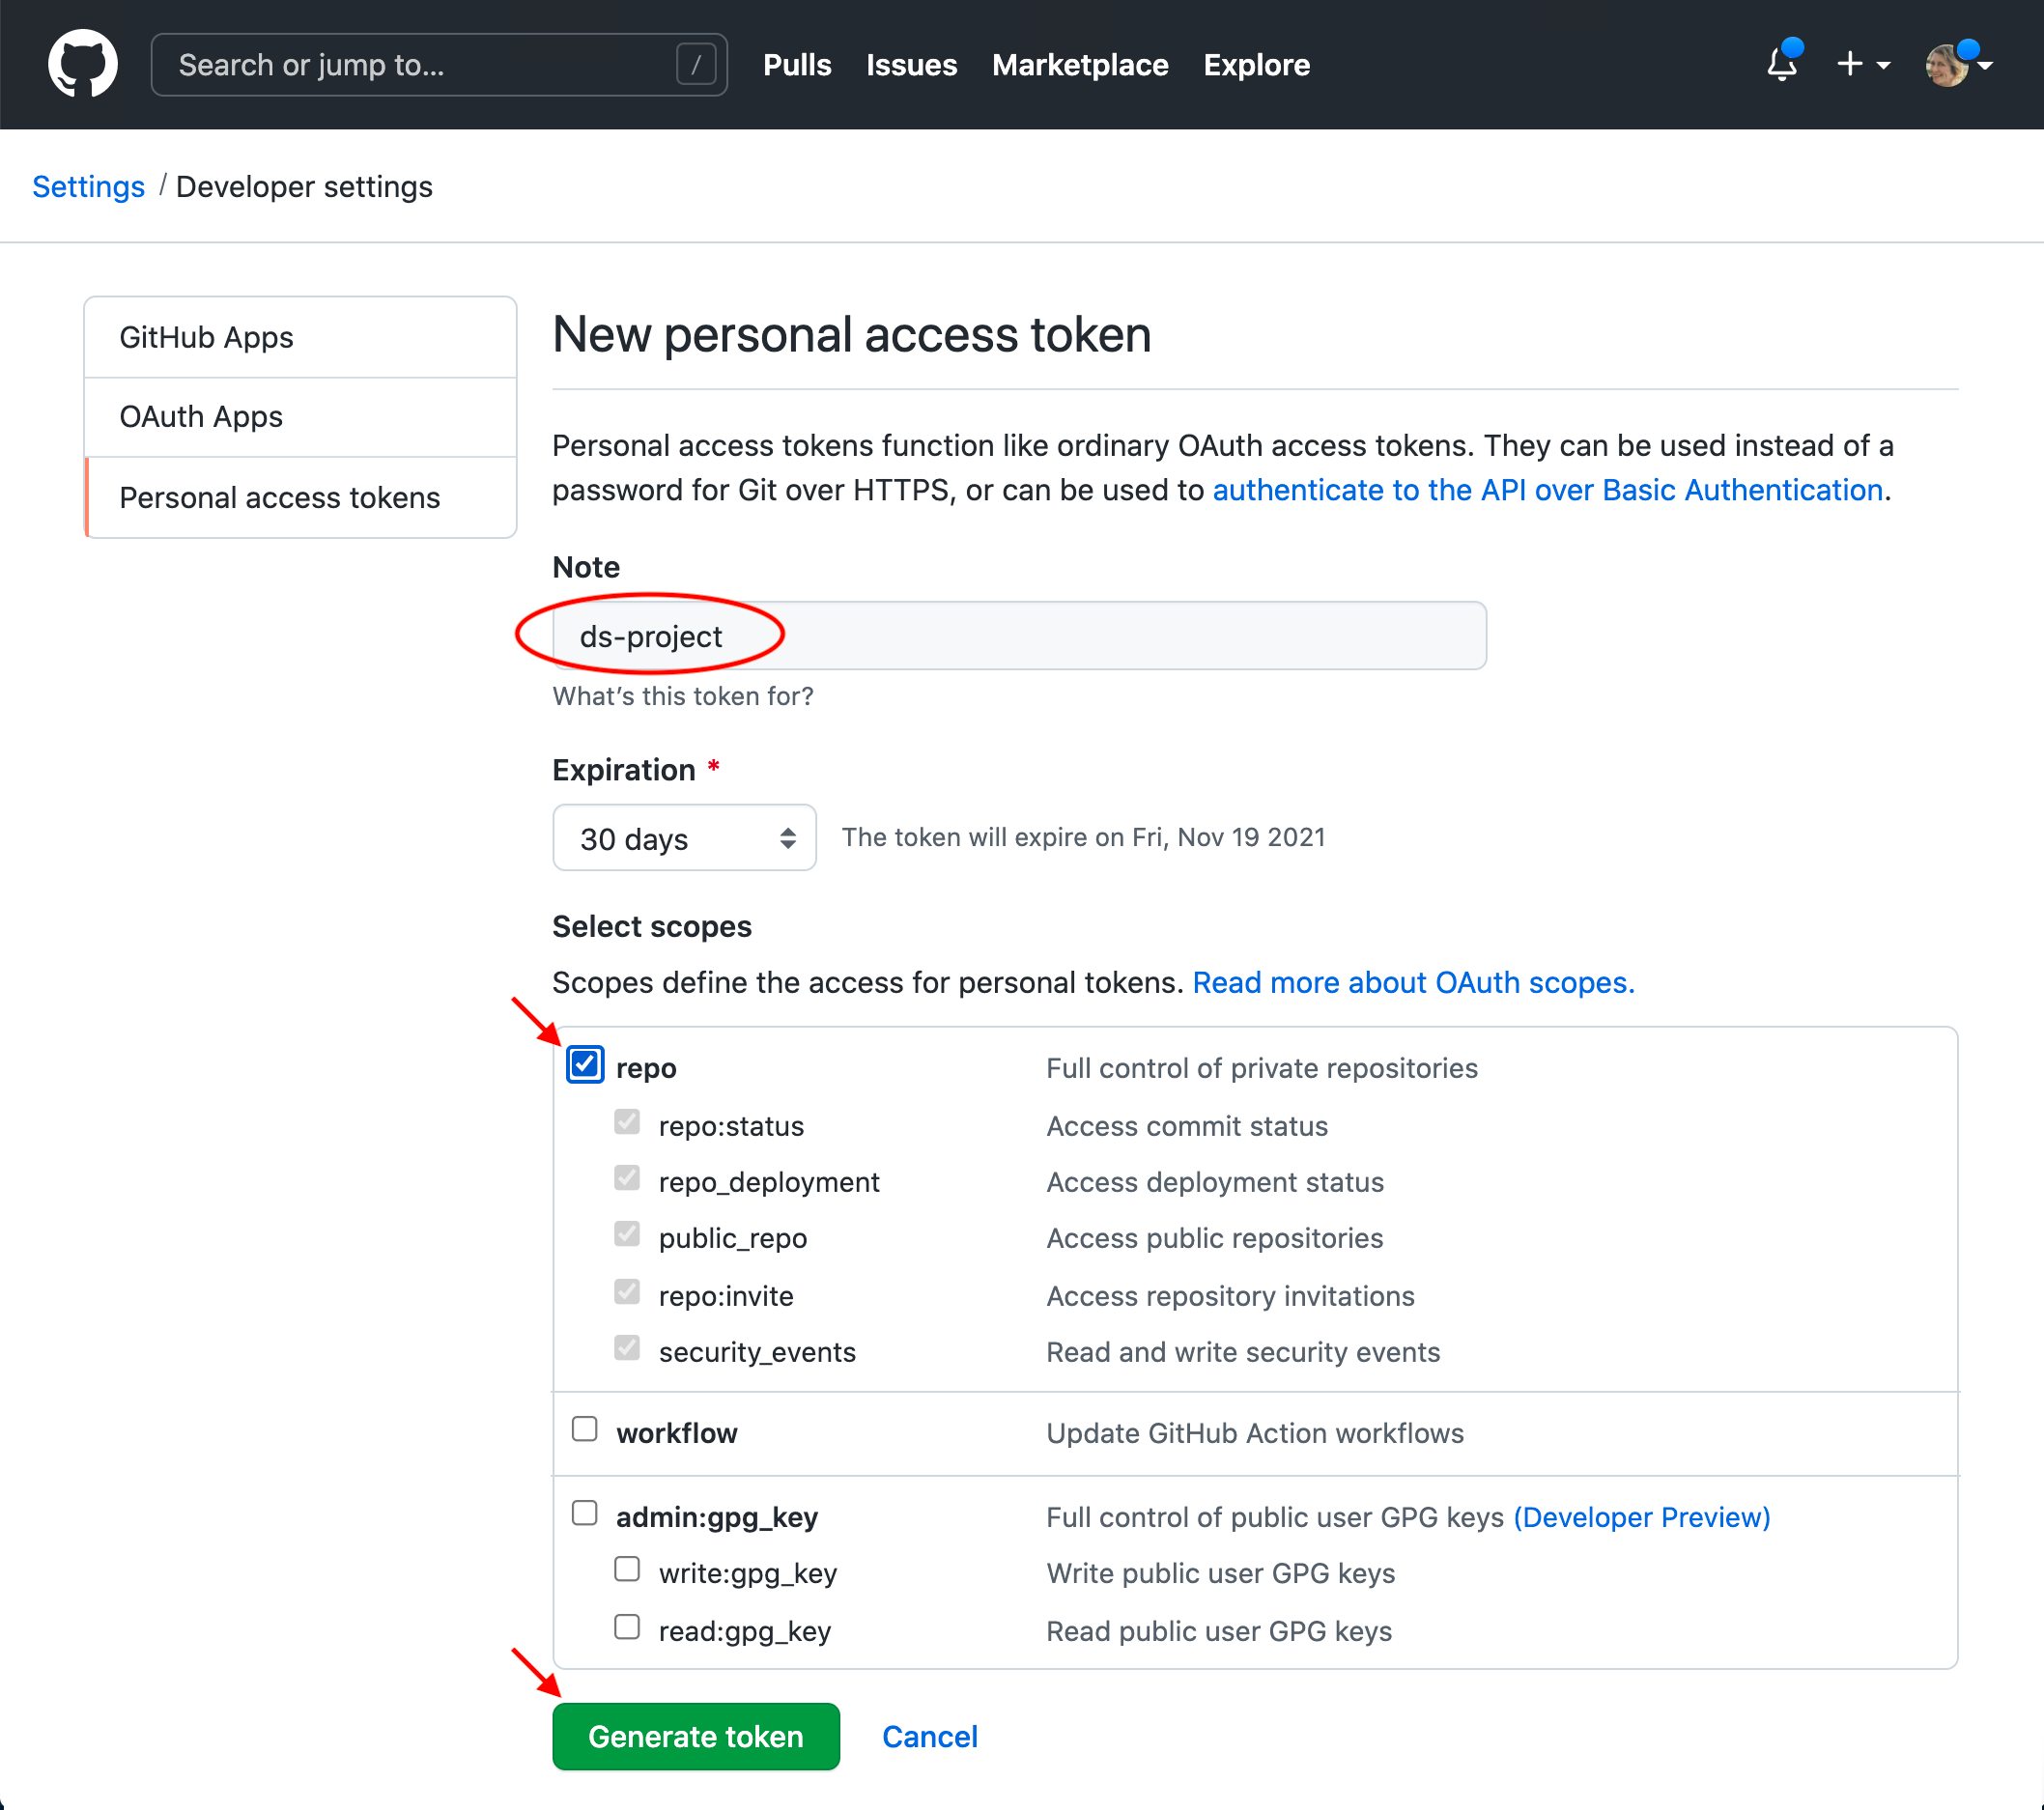 Search or jump to... / Pulls Issues Marketplace Explore
Settings / Developer settings
GitHub Apps
OAuth Apps
Personal access tokens
New personal access token
Personal access tokens function like ordinary OAuth access tokens. They can be used instead of a
password for Git over HTTPS, or can be used to authenticate to the API over Basic Authentication.
Note
ds-project
What’s this token for?
Expiration *
30 days The token will expire on Fri, Nov 19 2021
Select scopes
Scopes define the access for personal tokens. Read more about OAuth scopes.
repo Full control of private repositories
repo:status Access commit status
repo_deployment Access deployment status
public_repo Access public repositories
repo:invite Access repository invitations
security_events Read and write security events
workflow Update GitHub Action workflows
admin:gpg_key Full control of public user GPG keys (Developer Preview)
write:gpg_key Write public user GPG keys
read:gpg_key Read public user GPG keys
Generate token Cancel